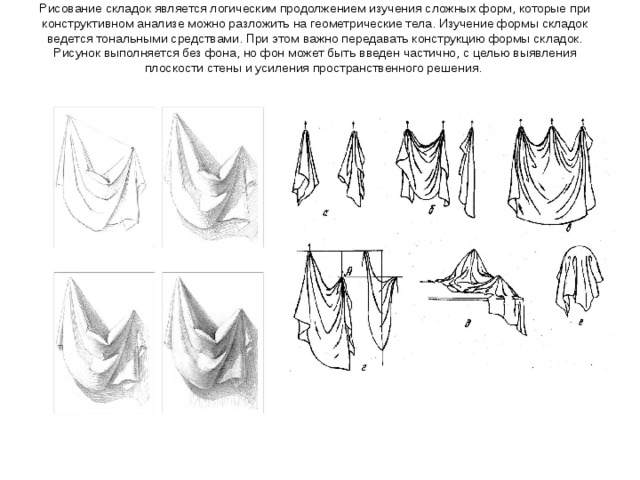 Рисование складок является логическим продолжением изучения сложных форм, которые при
конструктивном анализе можно разложить на геометрические тела. Изучение формы складок
ведется тональными средствами. При этом важно передавать конструкцию формы складок.
Рисунок выполняется без фона, но фон может быть введен частично, с целью выявления
плоскости стены и усиления пространственного решения.
а б в
А
г д е